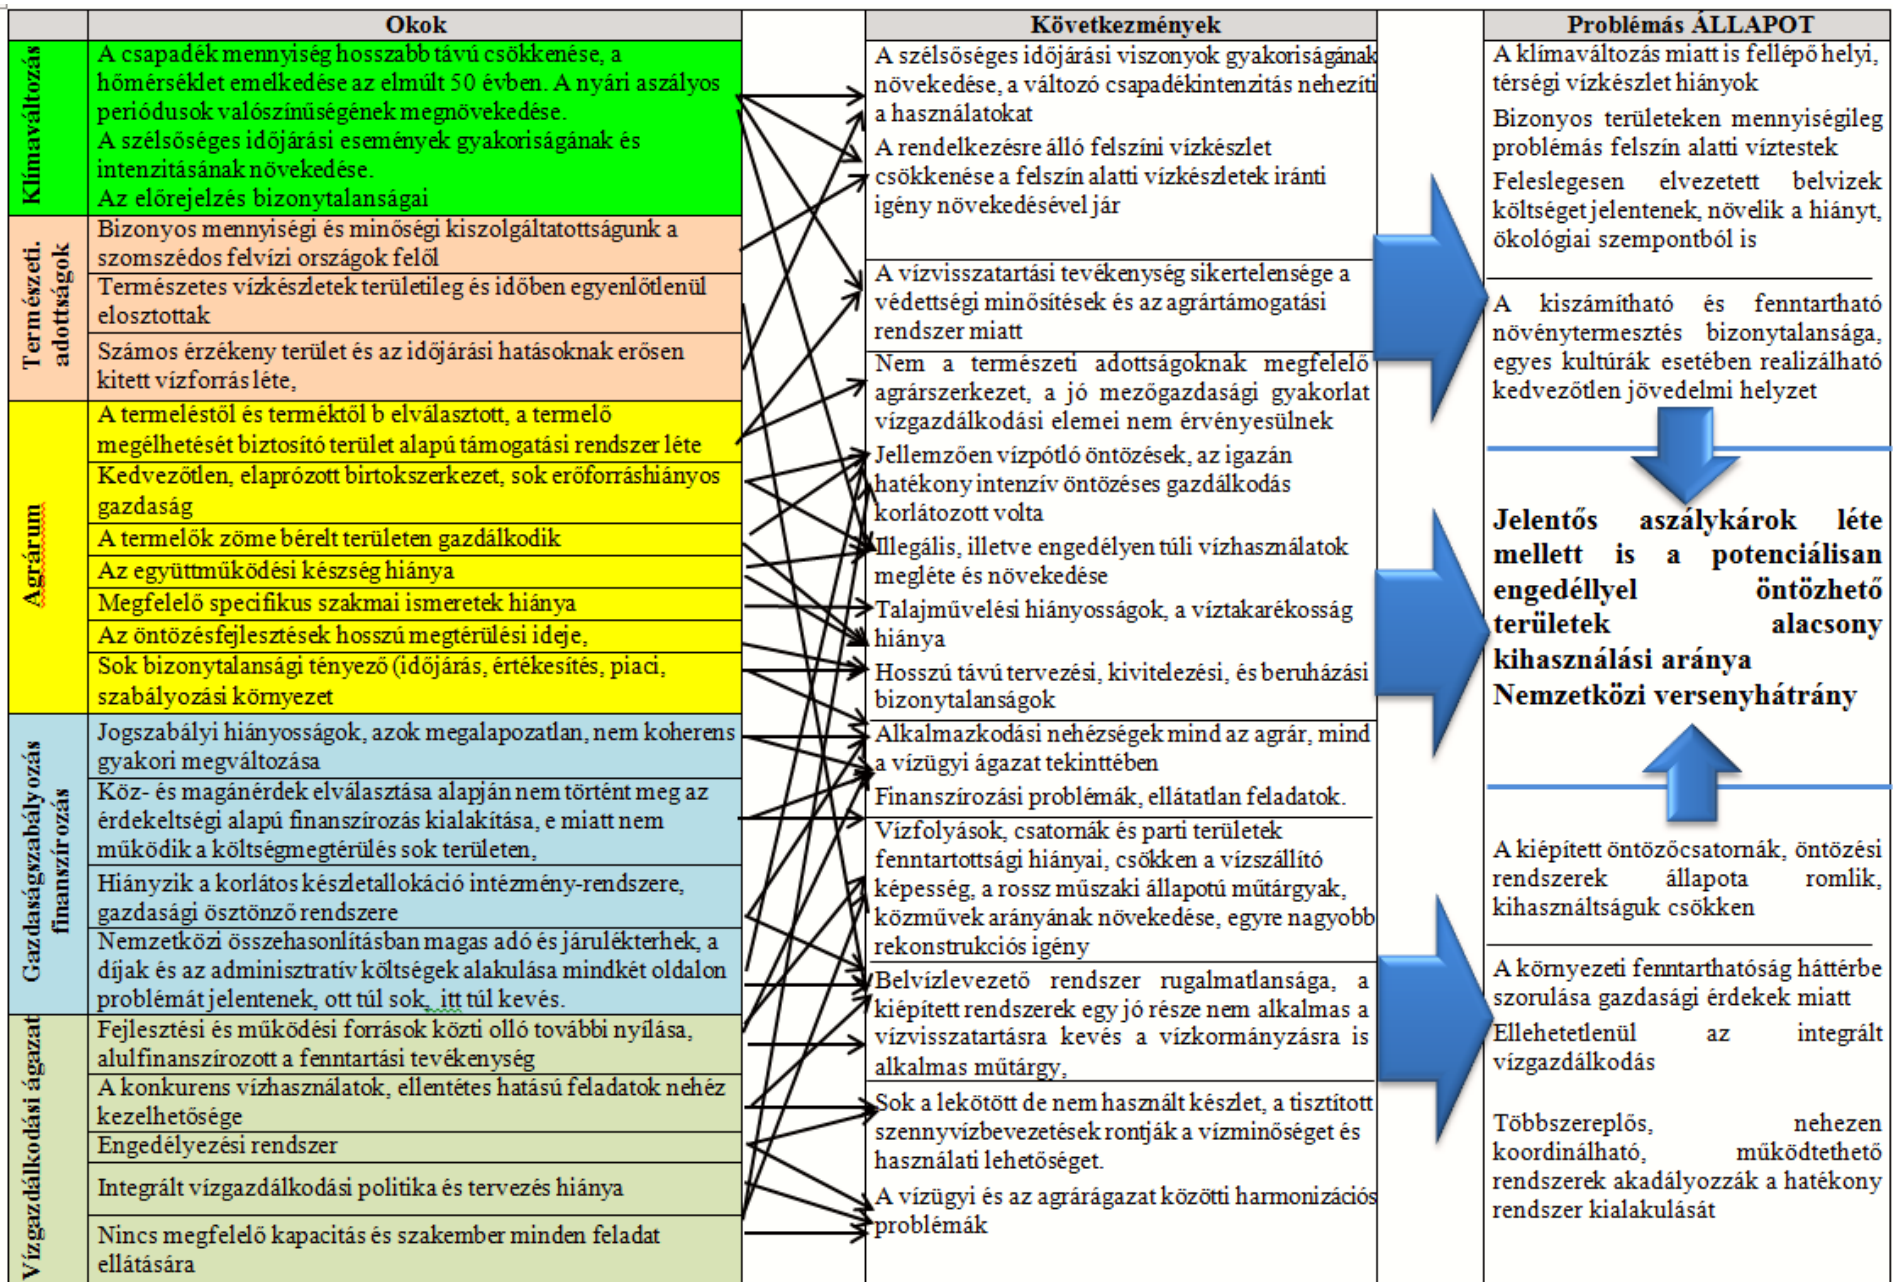 Okok
Következmények
Problémás ÁLLAPOT
Klímaváltozás
A csapadék mennyiség hosszabb távú csökkenése, a
hőmérséklet emelkedése az elmúlt 50 évben. A nyári aszályos
periódusok valószínűségének megnövekedése.
A szélsőséges időjárási események gyakoriságának és
intenzitásának növekedése.
Az előrejelzés bizonytalanságai
Természeti.
adottságok
Bizonyos mennyiségi és minőségi kiszolgáltatottságunk a
szomszédos felvízi országok felől
Természetes vízkészletek területileg és időben egyenlőtlenül
elosztottak
Számos érzékeny terület és az időjárási hatásoknak erősen
kitett vízforrás léte,
Agrárum
A termeléstől és terméktől b elválasztott, a termelő
megélhetését biztosító terület alapú támogatási rendszer léte
Kedvezőtlen, elaprózott birtokszerkezet, sok erőforráshiányos
gazdaság
A termelők zöme bérelt területen gazdálkodik
Az együttműködési készség hiánya
Megfelelő specifikus szakmai ismeretek hiánya
Az öntözésfejlesztések hosszú megtérülési ideje,
Sok bizonytalansági tényező (időjárás, értékesítés, piaci,
szabályozási környezet
Gazdaságszabályozás
finanszírozás
Jogszabályi hiányosságok, azok megalapozatlan, nem koherens
gyakori megváltozása
Köz- és magánérdek elválasztása alapján nem történt meg az
érdekeltségi alapú finanszírozás kialakítása, e miatt nem
működik a költségmegtérülés sok területen,
Hiányzik a korlátos készletallokáció intézmény-rendszere,
gazdasági ösztönző rendszere
Nemzetközi összehasonlításban magas adó és járulékterhek, a
díjak és az adminisztratív költségek alakulása mindkét oldalon
problémát jelentenek, ott túl sok, itt túl kevés.
Vízgazdálkodási ágazat
Fejlesztési és működési források közti olló további nyílása,
alulfinanszírozott a fenntartási tevékenység
A konkurens vízhasználatok, ellentétes hatású feladatok nehéz
kezelhetősége
Engedélyezési rendszer
Integrált vízgazdálkodási politika és tervezés hiánya
Nincs megfelelő kapacitás és szakember minden feladat
ellátására
A szélsőséges időjárási viszonyok gyakoriságának
növekedése, a változó csapadékintenzitás nehezíti
a használatokat
A rendelkezésre álló felszíni vízkészlet
csökkenése a felszín alatti vízkészletek iránti
igény növekedésével jár
A vízvisszatartási tevékenység sikertelensége a
védettségi minősítések és az agrártámogatási
rendszer miatt
Nem a természeti adottságoknak megfelelő
agrárszerkezet, a jó mezőgazdasági gyakorlat
vízgazdálkodási elemei nem érvényesülnek
Jellemzően vízpótló öntözések, az igazán
hatékony intenzív öntözéses gazdálkodás
korlátozott volta
Illegális, illetve engedélyen túli vízhasználatok
megléte és növekedése
Talajművelési hiányosságok, a víztakarékosság
hiánya
Hosszú távú tervezési, kivitelezési, és beruházási
bizonytalanságok
Alkalmazkodási nehézségek mind az agrár, mind
a vízügyi ágazat tekinttében
Finanszírozási problémák, ellátatlan feladatok.
Vízfolyások, csatornák és parti területek
fenntartottsági hiányai, csökken a vízszállító
képesség, a rossz műszaki állapotú műtárgyak,
közművek arányának növekedése, egyre nagyobb
rekonstrukciós igény
Belvízlevezető rendszer rugalmatlansága, a
kiépített rendszerek egy jó része nem alkalmas a
vízvisszatartásra kevés a vízkormányzásra is
alkalmas műtárgy,
Sok a lekötött de nem használt készlet, a tisztított
szennyvízbevezetések rontják a vízminőséget és
használati lehetőséget.
A vízügyi és az agrárágazat közötti harmonizációs
problémák
A klímaváltozás miatt is fellépő helyi,
térségi vízkészlet hiányok
Bizonyos területeken mennyiségileg
problémás felszín alatti víztestek
Feleslegesen elvezetett belvizek
költséget jelentenek, növelik a hiányt,
ökológiai szempontból is
A kiszámítható és fenntartható
növénytermesztés bizonytalansága,
egyes kultúrák esetében realizálható
kedvezőtlen jövedelmi helyzet
Jelentős aszálykárok léte
mellett is a potenciálisan
engedéllyel öntözhető
területek alacsony
kihasználási aránya
Nemzetközi versenyhátrány
A kiépített öntözőcsatornák, öntözési
rendszerek állapota romlik,
kihasználtságuk csökken
A környezeti fenntarthatóság háttérbe
szorulása gazdasági érdekek miatt
Ellehetetlenül az integrált
vízgazdálkodás
Többszereplős, nehezen
koordinálható, működtethető
rendszerek akadályozzák a hatékony
rendszer kialakulását